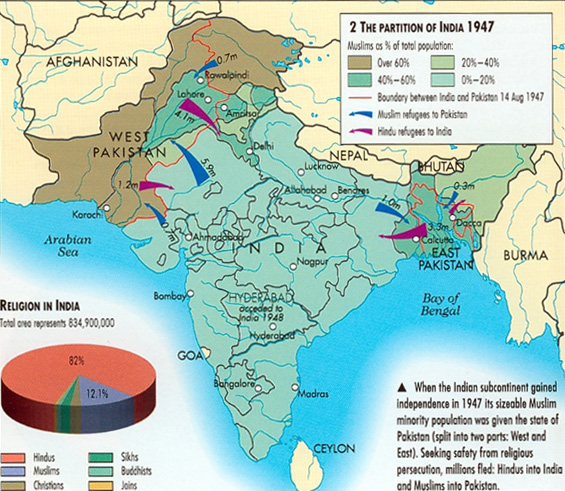 2 THE PARTITION OF INDIA 1947
Muslims as % of total population:
Over 60%
20%–40%
40%–60%
0%–20%
Boundary between India and Pakistan 14 Aug 1947
Muslim refugees to Pakistan
Hindu refugees to India
AFGHANISTAN
0.7m
Rawalpindi
Lahore
4.1m
Amritsar
WEST
PAKISTAN
Delhi
NEPAL
BHUTAN
5.9m
Lucknow
0.3m
1.2m
Allahabad
Benares
1.0m
Karachi
Dacca
3.3m
Arabian
Sea
Ahmadabad
INDIA
Calcutta
EAST
PAKISTAN
BURMA
Nagpur
Bombay
HYDERABAD
acceded to
India 1948
Hyderabad
Bay of
Bengal
GOA
Bangalore
Madras
CEYLON
RELIGION IN INDIA
Total area represents 834,900,000
82%
12.1%
Hindus
Sikhs
Muslims
Buddhists
Christians
Jains
▲ When the Indian subcontinent gained
independence in 1947 its sizeable Muslim
minority population was given the state of
Pakistan (split into two parts: West and
East). Seeking safety from religious
persecution, millions fled: Hindus into India
and Muslims into Pakistan.